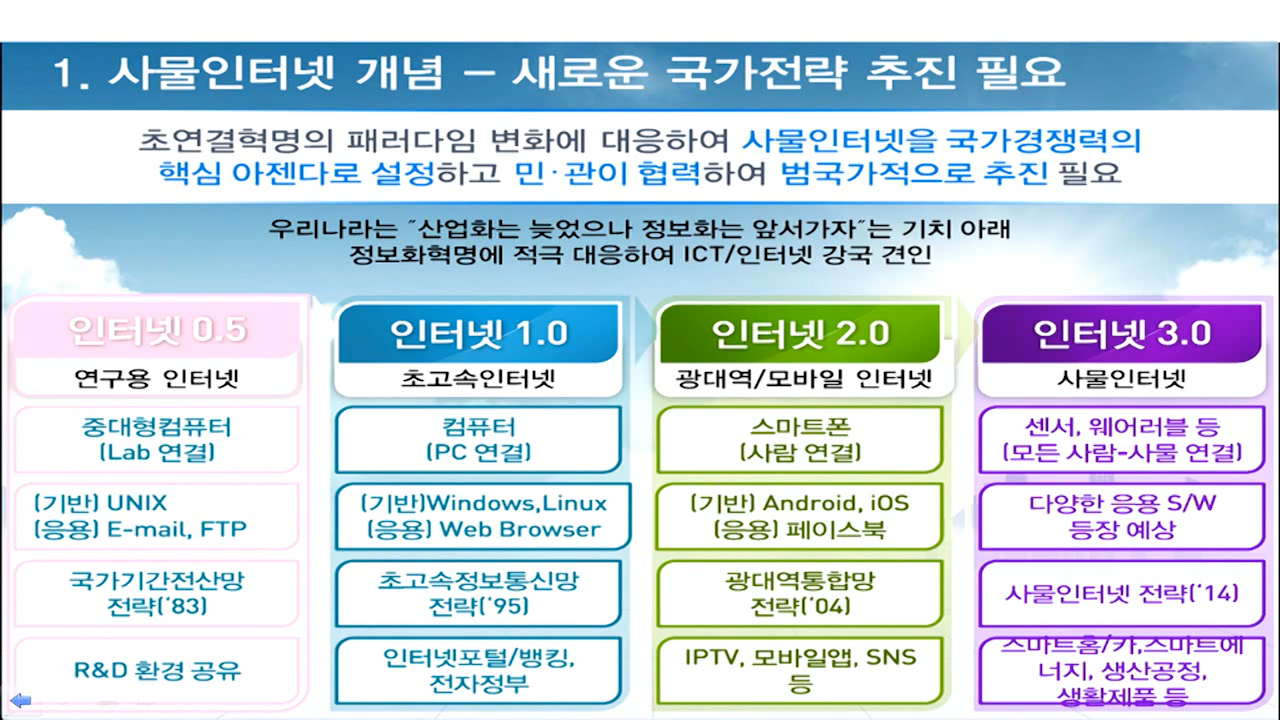 1. 사물인터넷 개념 – 새로운 국가전략 추진 필요
초연결혁명의 패러다임 변화에 대응하여 사물인터넷을 국가경쟁력의
핵심 아젠다로 설정하고 민·관이 협력하여 범국가적으로 추진 필요
우리나라는 ˝산업화는 늦었으나 정보화는 앞서가자˝는 기치 아래
정보화혁명에 적극 대응하여 ICT/인터넷 강국 견인
인터넷 0.5
연구용 인터넷
중대형컴퓨터
(Lab 연결)
(기반) UNIX
(응용) E-mail, FTP
국가기간전산망
전략(‘83)
R&D 환경 공유
인터넷 1.0
초고속인터넷
컴퓨터
(PC 연결)
(기반)Windows,Linux
(응용) Web Browser
초고속정보통신망
전략(‘95)
인터넷포털/뱅킹,
전자정부
인터넷 2.0
광대역/모바일 인터넷
스마트폰
(사람 연결)
(기반) Android, iOS
(응용) 페이스북
광대역통합망
전략(‘04)
IPTV, 모바일앱, SNS
등
인터넷 3.0
사물인터넷
센서, 웨어러블 등
(모든 사람-사물 연결)
다양한 응용 S/W
등장 예상
사물인터넷 전략(‘14)
스마트홈/카,스마트에
너지, 생산공정,
생활제품 등